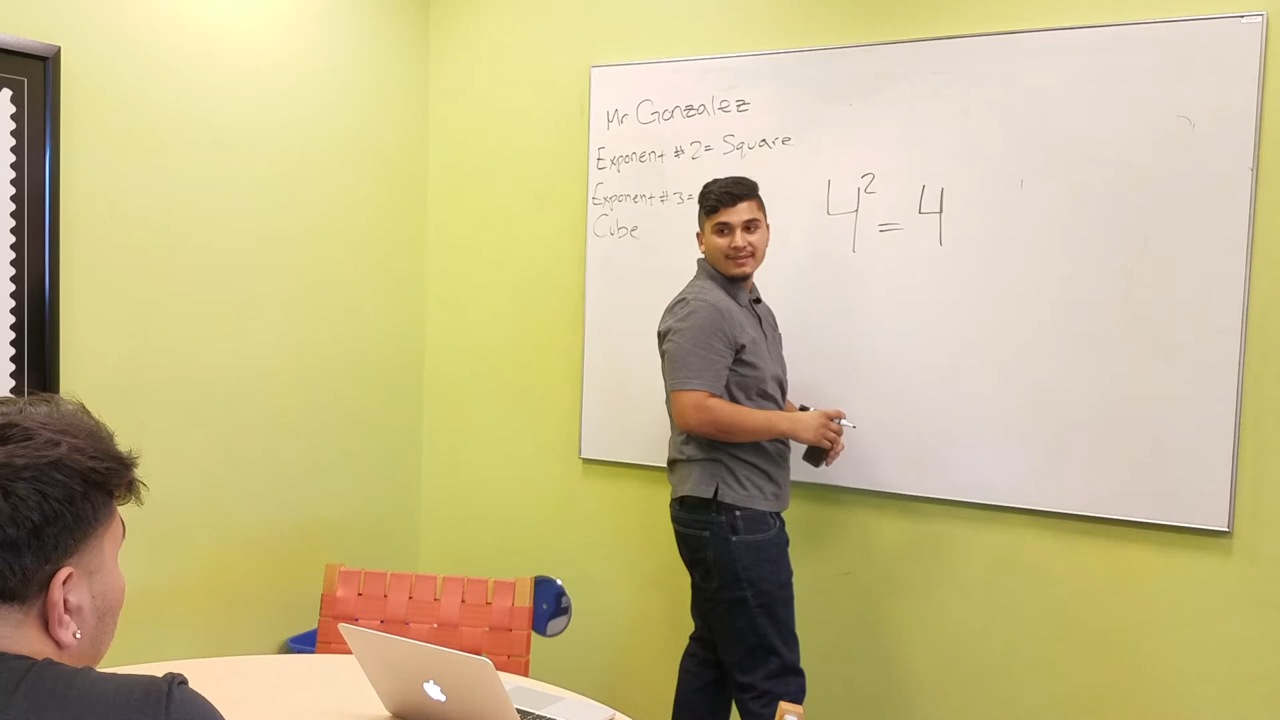 Mr Gonzalez
Exponent #2= Square
Exponent #3=
Cube
4²=4